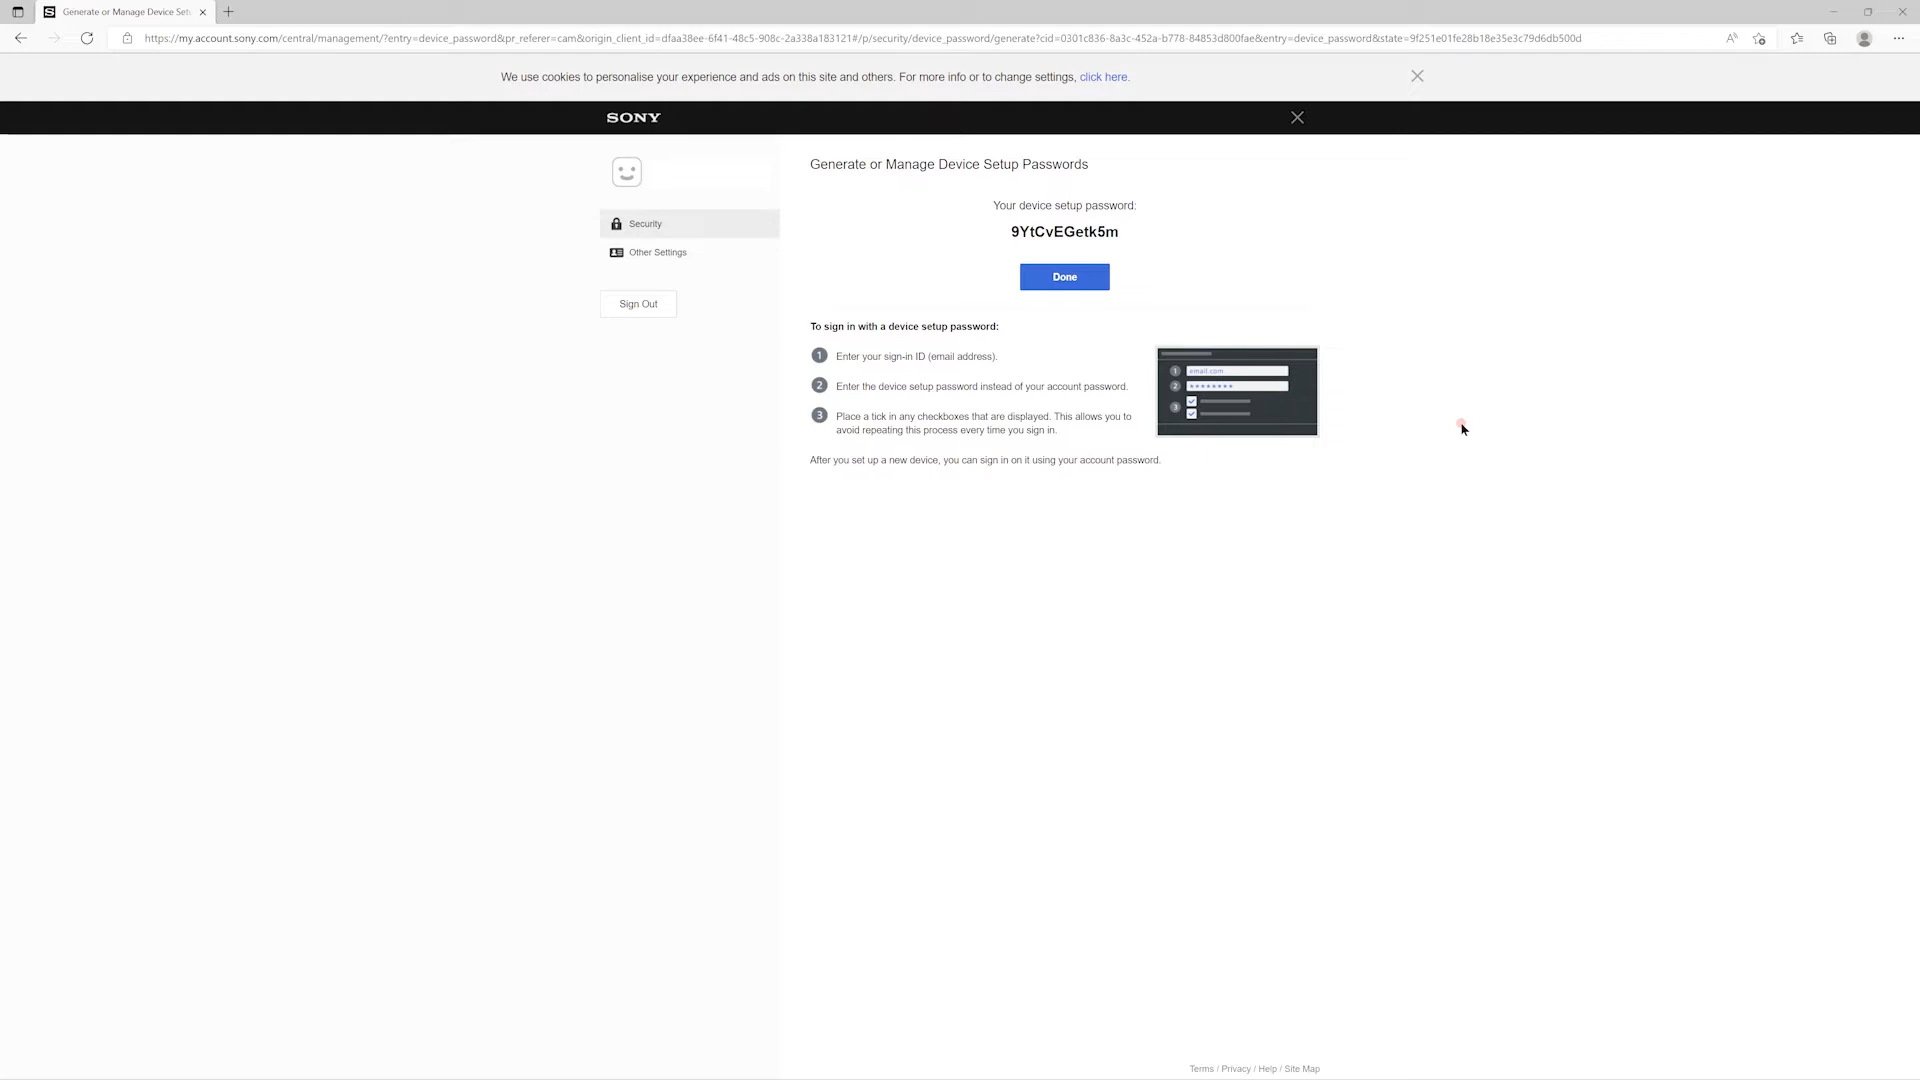 Generate or Manage Device Set
https://my.account.sony.com/central/management/?entry=device_password&pr_referer=cam&origin_client_id=dfaa38ee-6f41-48c5-908c-2a338a183121#/p/security/device_password/generate?cid=0301c836-8a3c-452a-b778-84853d800fae&entry=device_password&state=9f251e01fe28b18e35e3c79d6db500d
We use cookies to personalise your experience and ads on this site and others. For more info or to change settings, click here.
SONY
Generate or Manage Device Setup Passwords
Your device setup password:
9YtCvEGetk5m
Security
Other Settings
Done
Sign Out
To sign in with a device setup password:
1 Enter your sign-in ID (email address).
2 Enter the device setup password instead of your account password.
3 Place a tick in any checkboxes that are displayed. This allows you to
avoid repeating this process every time you sign in.
1 email.com
2 ********
3
After you set up a new device, you can sign in on it using your account password.
Terms / Privacy / Help / Site Map